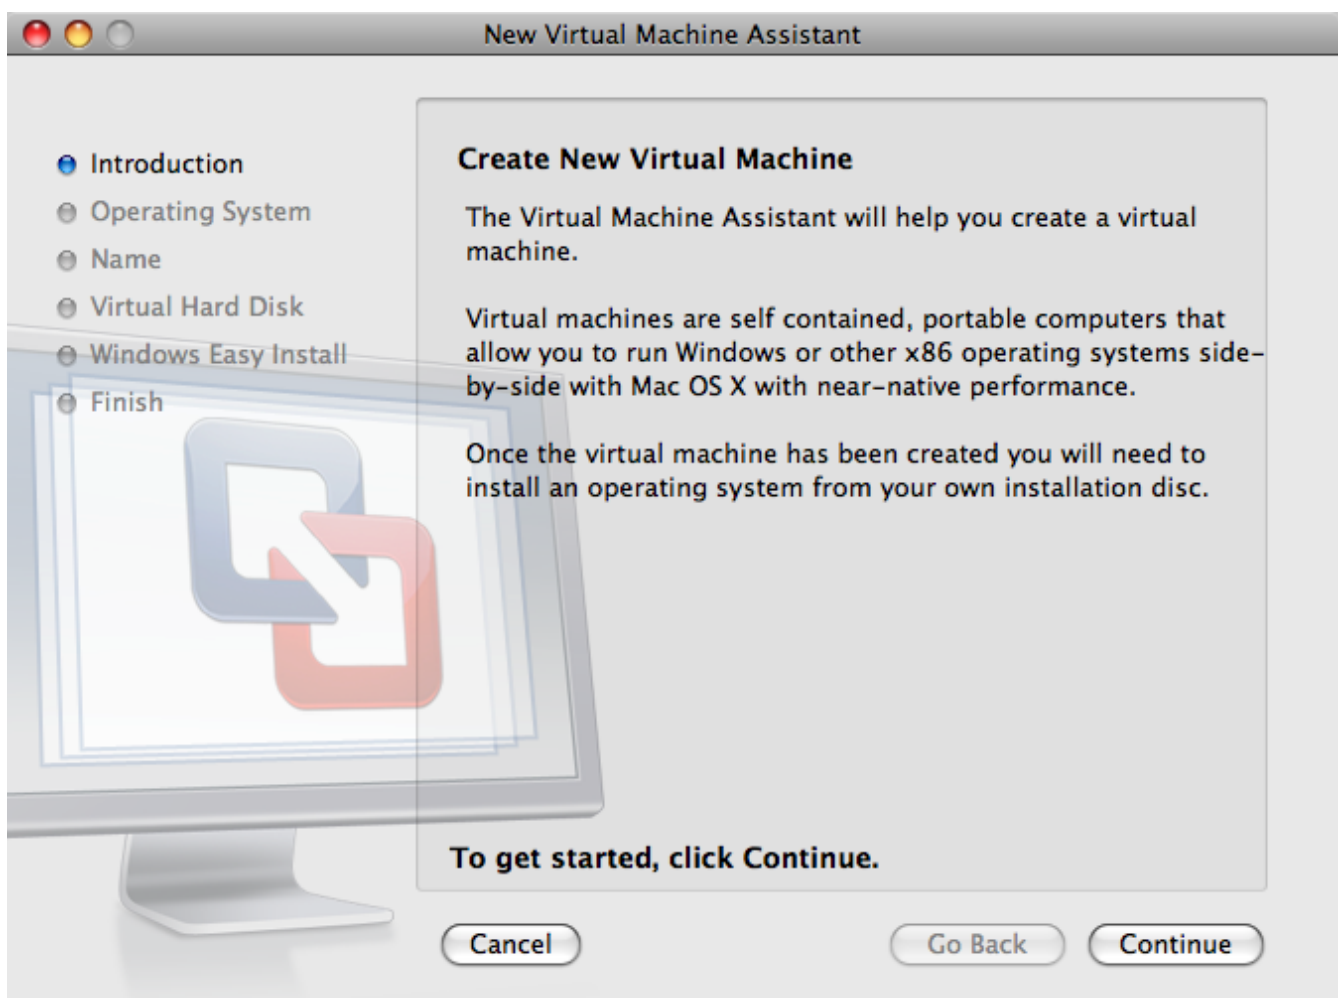 New Virtual Machine Assistant
Introduction
Operating System
Name
Virtual Hard Disk
Windows Easy Install
Finish
Create New Virtual Machine
The Virtual Machine Assistant will help you create a virtual
machine.
Virtual machines are self contained, portable computers that
allow you to run Windows or other x86 operating systems side-
by-side with Mac OS X with near-native performance.
Once the virtual machine has been created you will need to
install an operating system from your own installation disc.
To get started, click Continue.
Cancel
Go Back
Continue